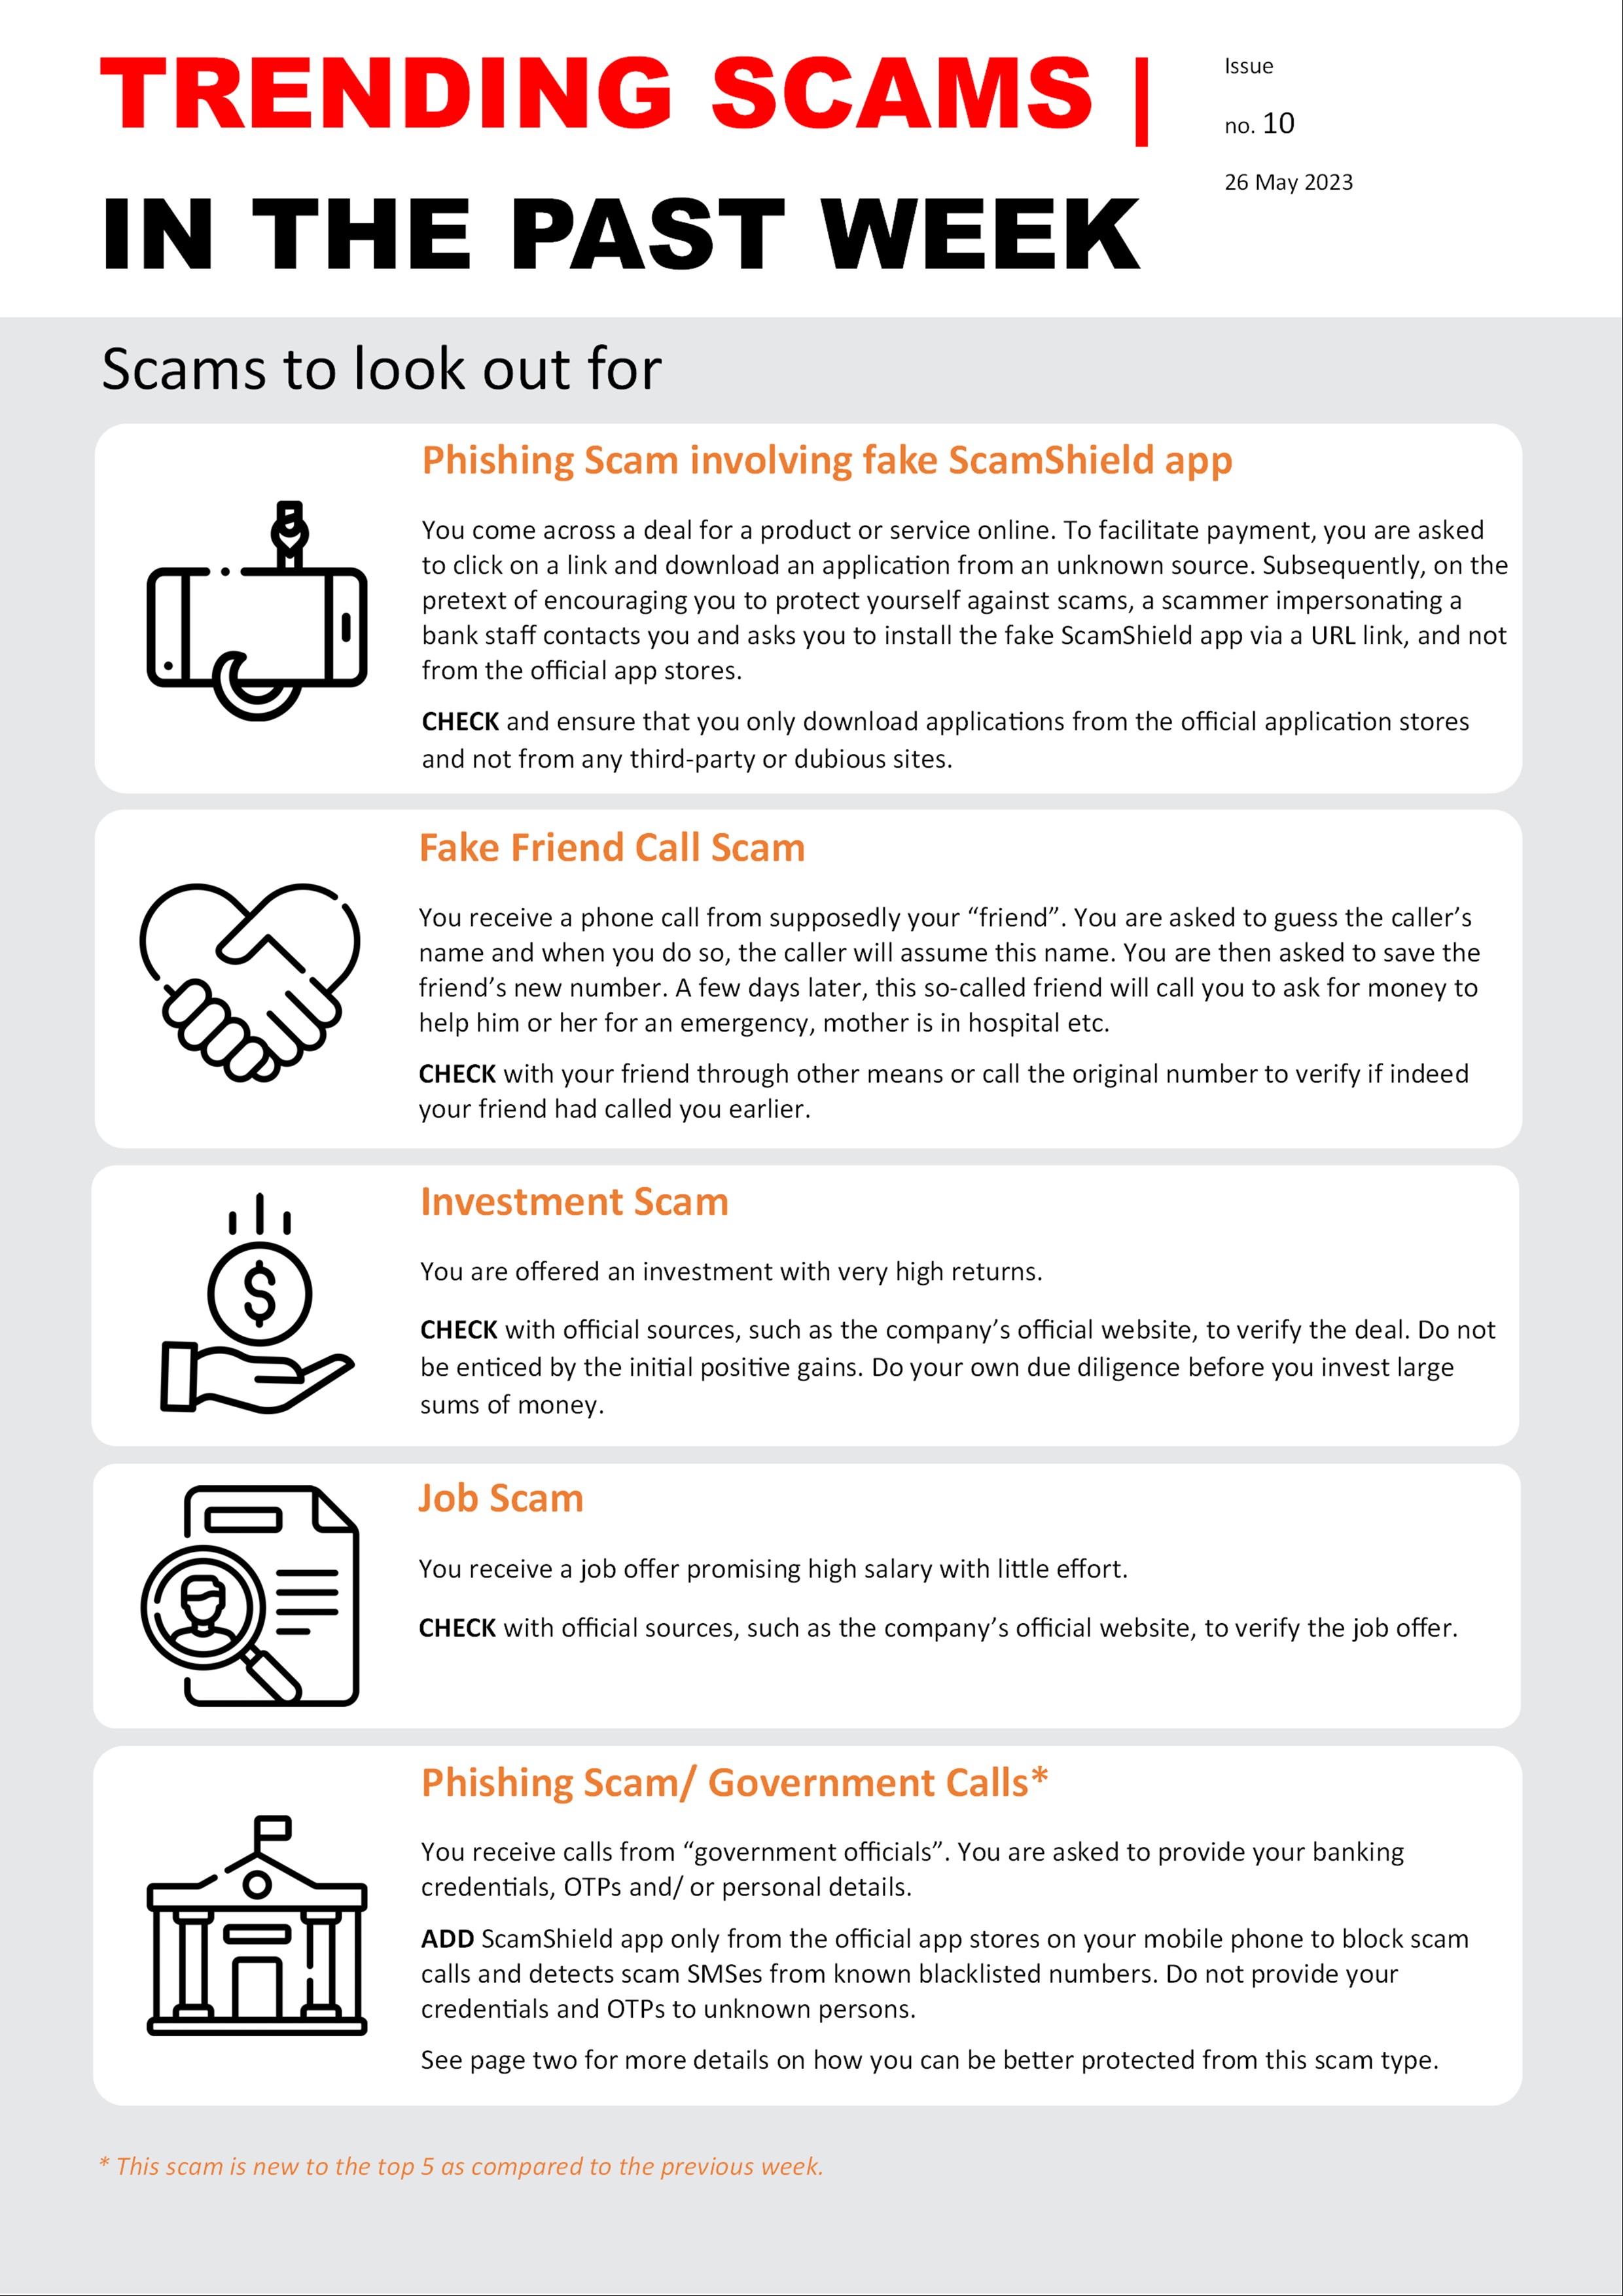 TRENDING SCAMS |
IN THE PAST WEEK
Issue
no. 10
26 May 2023
Scams to look out for
Phishing Scam involving fake ScamShield app
You come across a deal for a product or service online. To facilitate payment, you are asked
to click on a link and download an application from an unknown source. Subsequently, on the
pretext of encouraging you to protect yourself against scams, a scammer impersonating a
bank staff contacts you and asks you to install the fake ScamShield app via a URL link, and not
from the official app stores.
CHECK and ensure that you only download applications from the official application stores
and not from any third-party or dubious sites.
Fake Friend Call Scam
You receive a phone call from supposedly your “friend”. You are asked to guess the caller’s
name and when you do so, the caller will assume this name. You are then asked to save the
friend’s new number. A few days later, this so-called friend will call you to ask for money to
help him or her for an emergency, mother is in hospital etc.
CHECK with your friend through other means or call the original number to verify if indeed
your friend had called you earlier.
$
Investment Scam
You are offered an investment with very high returns.
CHECK with official sources, such as the company’s official website, to verify the deal. Do not
be enticed by the initial positive gains. Do your own due diligence before you invest large
sums of money.
Job Scam
You receive a job offer promising high salary with little effort.
CHECK with official sources, such as the company’s official website, to verify the job offer.
Phishing Scam/ Government Calls*
You receive calls from “government officials”. You are asked to provide your banking
credentials, OTPs and/ or personal details.
ADD ScamShield app only from the official app stores on your mobile phone to block scam
calls and detects scam SMSes from known blacklisted numbers. Do not provide your
credentials and OTPs to unknown persons.
See page two for more details on how you can be better protected from this scam type.
* This scam is new to the top 5 as compared to the previous week.